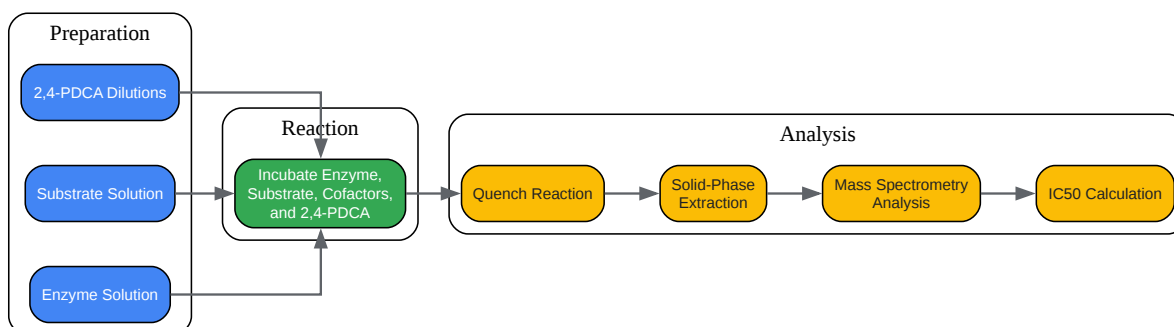 Preparation
2,4-PDCA Dilutions
Substrate Solution
Enzyme Solution
Reaction
Incubate Enzyme,
Substrate, Cofactors,
and 2,4-PDCA
Analysis
Quench Reaction
Solid-Phase
Extraction
Mass Spectrometry
Analysis
IC50 Calculation